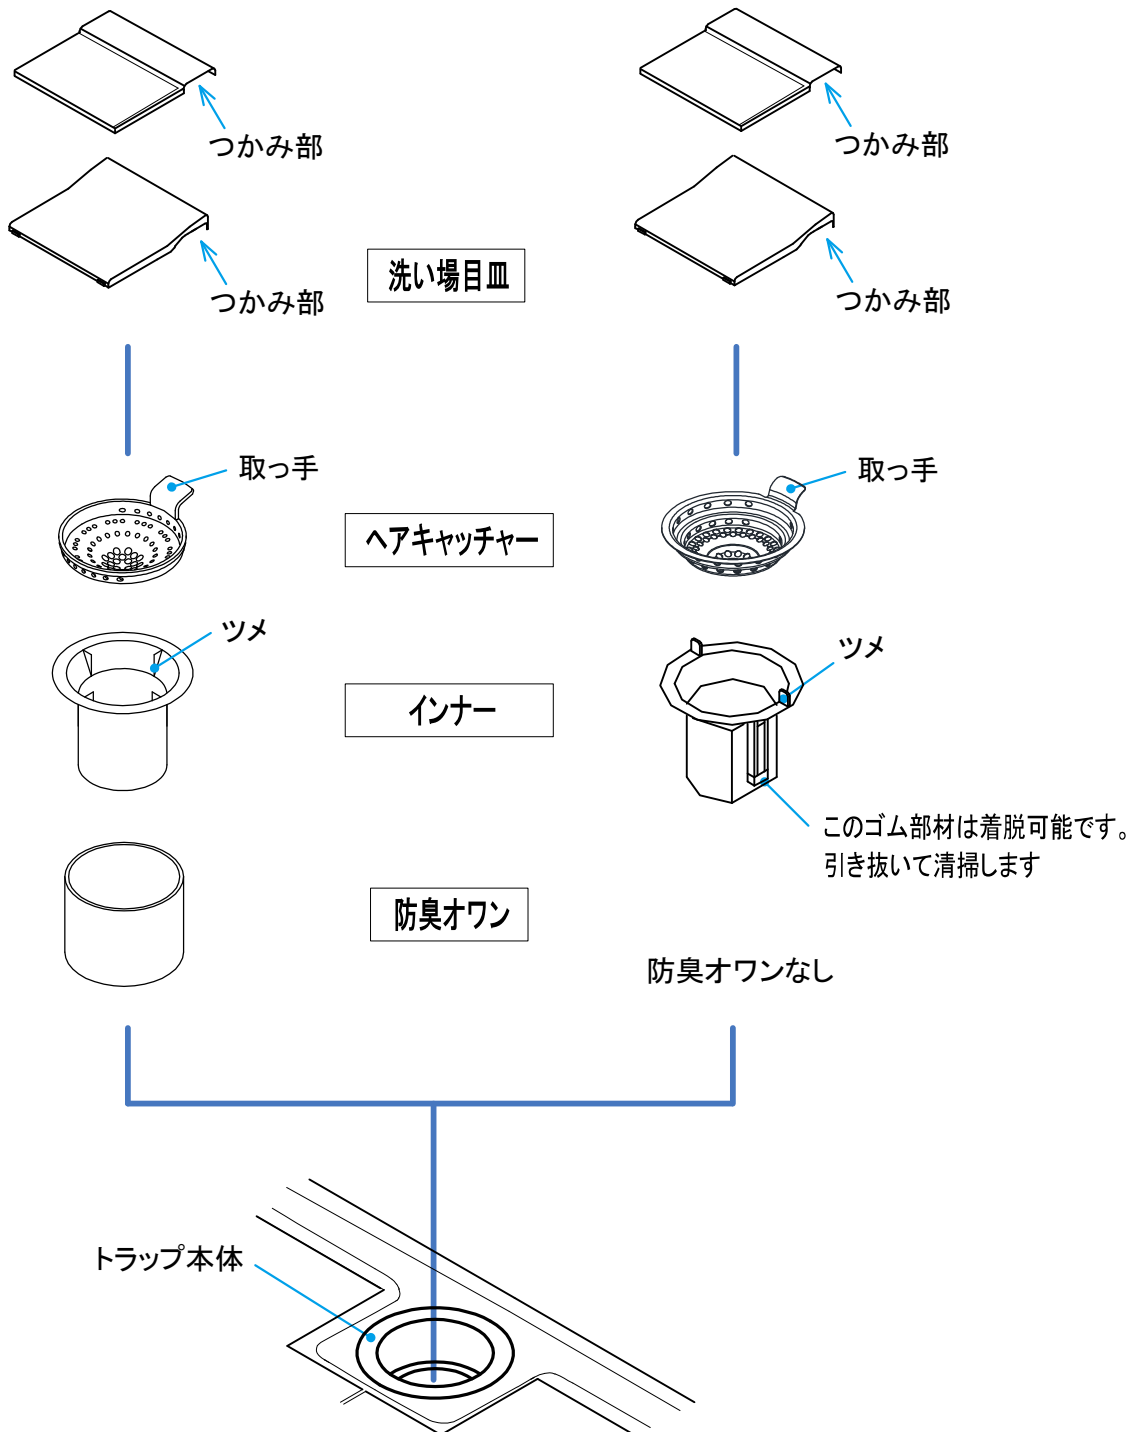 つかみ部
つかみ部
つかみ部
洗い場目皿
つかみ部
取っ手
取っ手
ヘアキャッチャー
ツメ
ツメ
インナー
このゴム部材は着脱可能です。
引き抜いて清掃します
防臭オワン
防臭オワンなし
トラップ本体